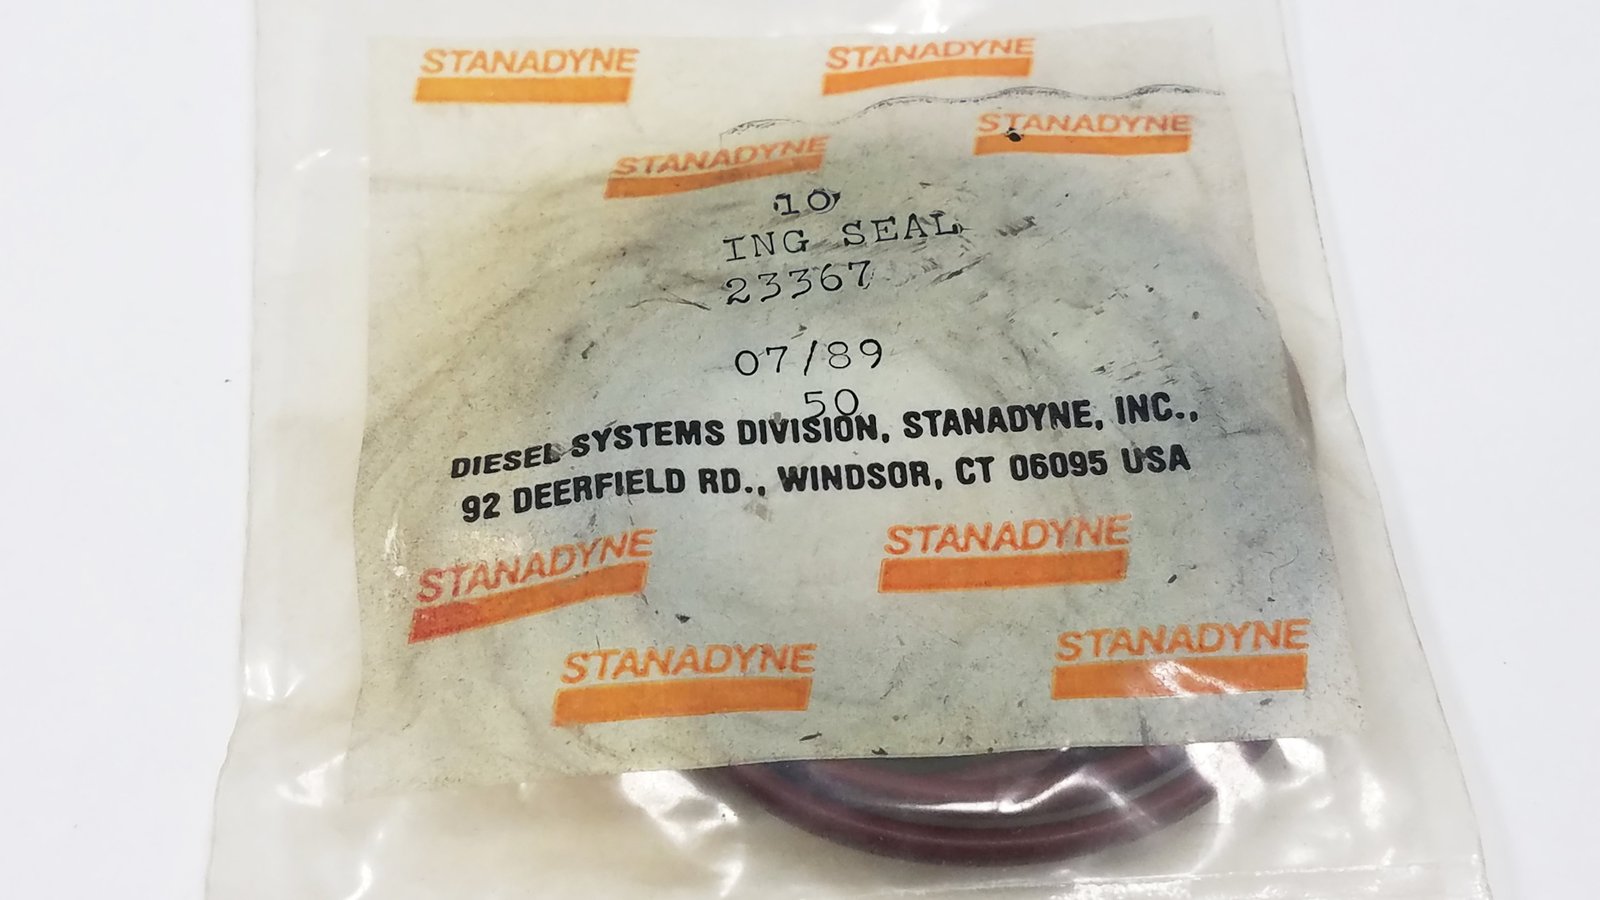 STANADYNE
STANADYNE
STANADYNE
STANADYNE
10
ING SEAL
23367
07/89
50
DIESEL SYSTEMS DIVISION, STANADYNE, INC.,
92 DEERFIELD RD., WINDSOR, CT 06095 USA
STANADYNE
STANADYNE
STANADYNE
STANADYNE